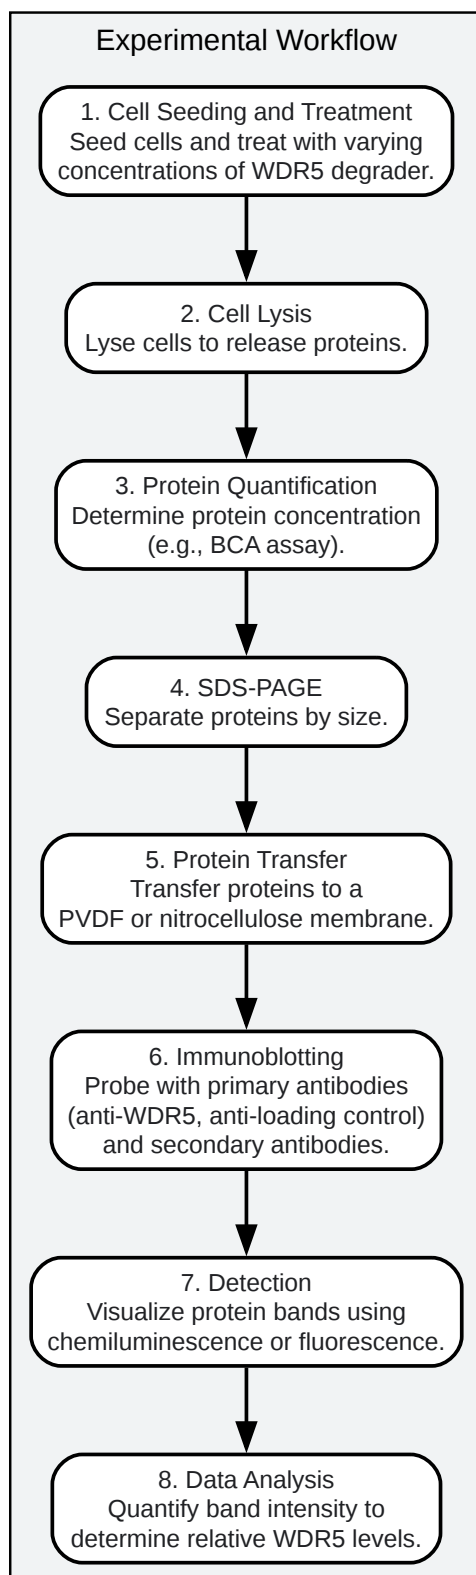 Experimental Workflow
1. Cell Seeding and Treatment
Seed cells and treat with varying
concentrations of WDR5 degrader.
2. Cell Lysis
Lyse cells to release proteins.
3. Protein Quantification
Determine protein concentration
(e.g., BCA assay).
4. SDS-PAGE
Separate proteins by size.
5. Protein Transfer
Transfer proteins to a
PVDF or nitrocellulose membrane.
6. Immunoblotting
Probe with primary antibodies
(anti-WDR5, anti-loading control)
and secondary antibodies.
7. Detection
Visualize protein bands using
chemiluminescence or fluorescence.
8. Data Analysis
Quantify band intensity to
determine relative WDR5 levels.